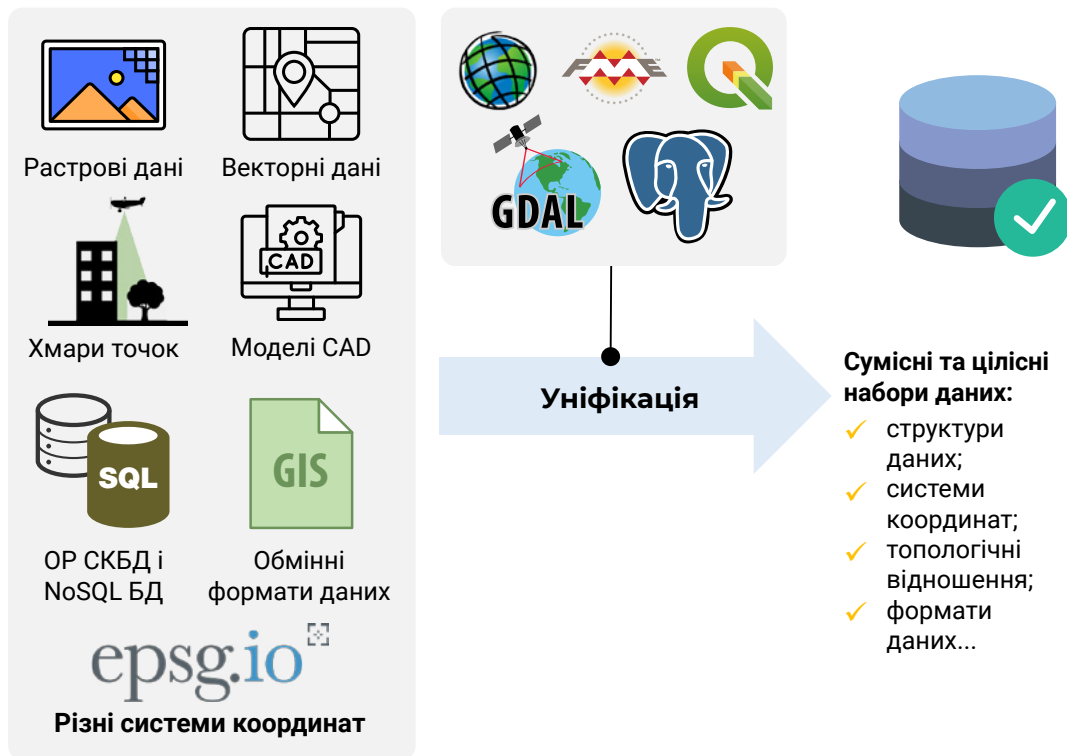 Растрові дані
Векторні дані
Хмари точок
CAD
Моделі CAD
SQL
ОР СКБД і
NoSQL БД
GIS
Обмінні
формати даних
epsg.io
Різні системи координат
FME
GDAL
Уніфікація
Сумісні та цілісні
набори даних:
структури
даних;
системи
координат;
топологічні
відношення;
формати
даних...